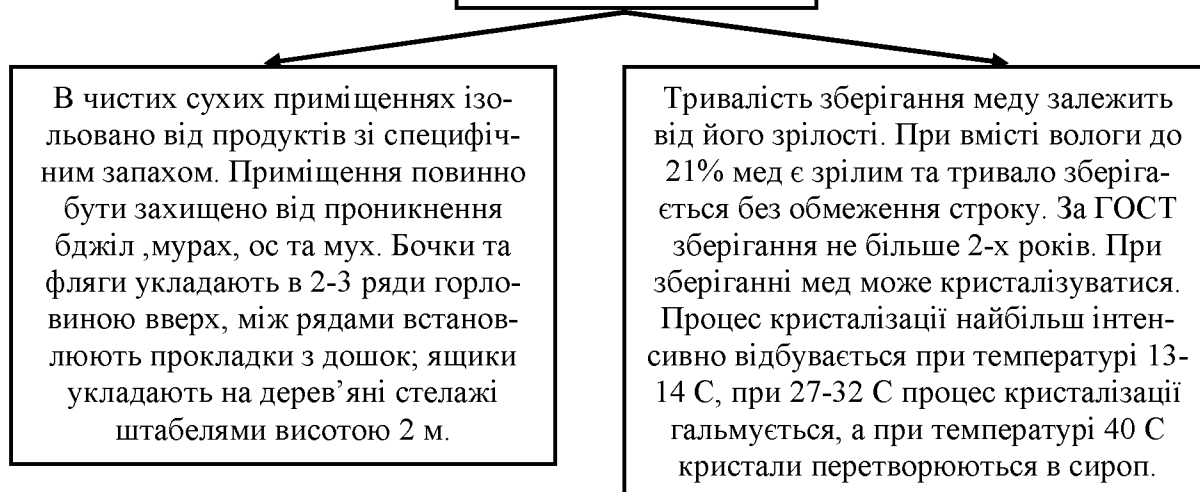 В чистих сухих приміщеннях ізо-
льовано від продуктів зі специфіч-
ним запахом. Приміщення повинно
бути захищено від проникнення
бджіл ,мурах, ос та мух. Бочки та
фляги укладають в 2-3 ряди горло-
виною вверх, між рядами встанов-
люють прокладки з дошок; ящики
укладають на дерев’яні стелажі
штабелями висотою 2 м.
Тривалість зберігання меду залежить
від його зрілості. При вмісті вологи до
21% мед є зрілим та тривало зберіга-
ється без обмеження строку. За ГОСТ
зберігання не більше 2-х років. При
зберіганні мед може кристалізуватися.
Процес кристалізації найбільш інтен-
сивно відбувається при температурі 13-
14 С, при 27-32 С процес кристалізації
гальмується, а при температурі 40 С
кристали перетворюються в сироп.